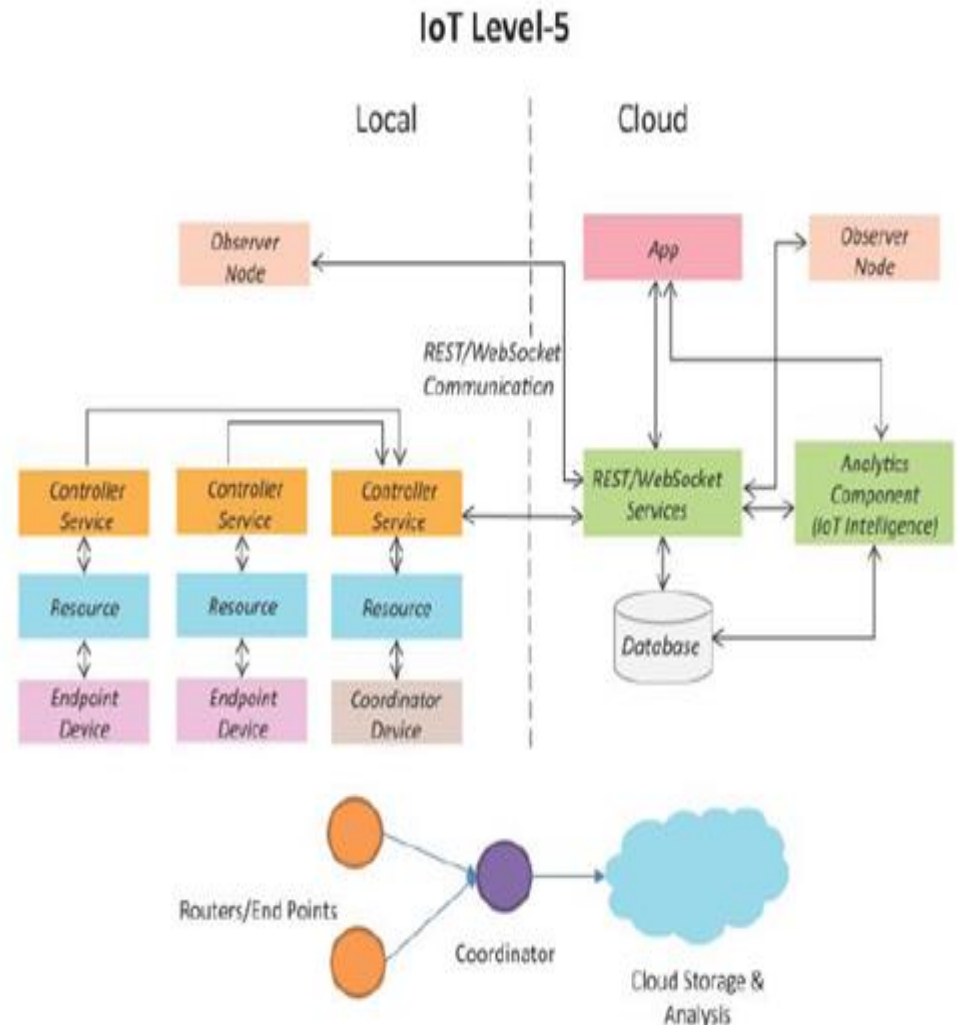 IoT Level-5
Local
Cloud
Observer
Node
App
Observer
Node
REST/WebSocket
Communication
Controller
Service
Controller
Service
Controller
Service
REST/WebSocket
Services
Analytics
Component
(IoT Intelligence)
Resource
Resource
Resource
Database
Endpoint
Device
Endpoint
Device
Coordinator
Device
Routers/End Points
Coordinator
Cloud Storage &
Analysis